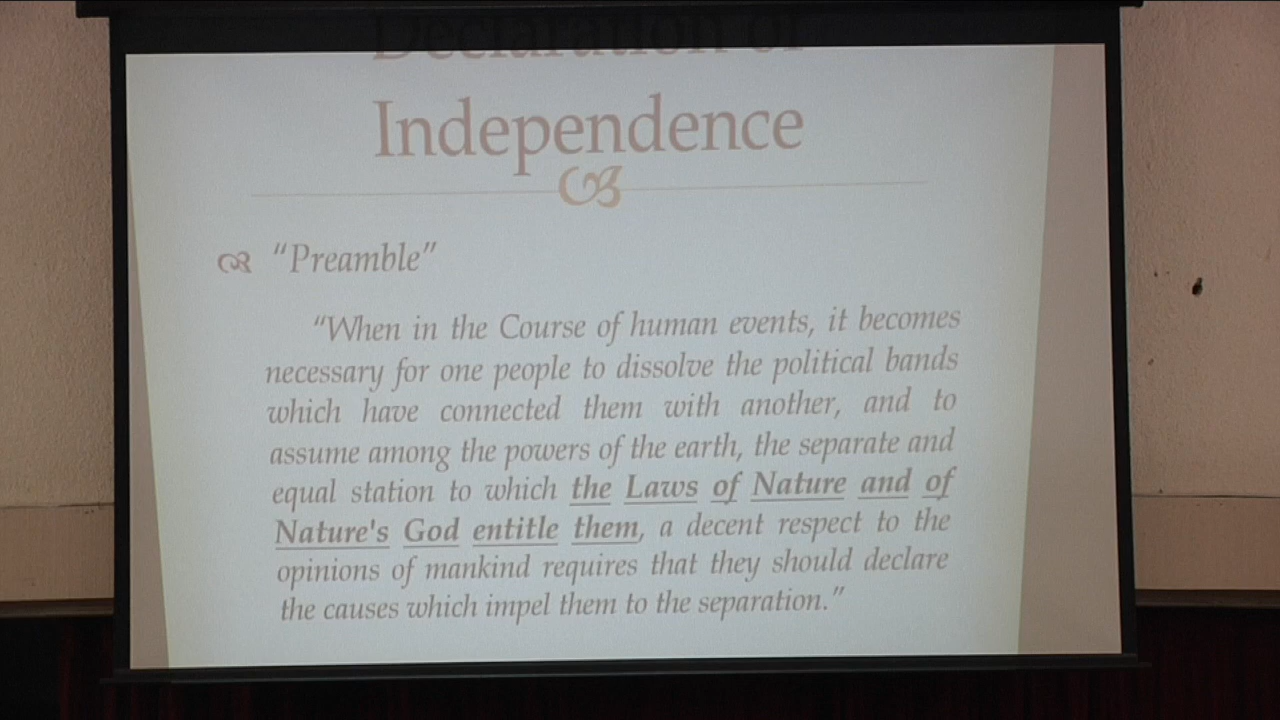 Declaration of
Independence
“Preamble”
“When in the Course of human events, it becomes
necessary for one people to dissolve the political bands
which have connected them with another, and to
assume among the powers of the earth, the separate and
equal station to which the Laws of Nature and of
Nature's God entitle them, a decent respect to the
opinions of mankind requires that they should declare
the causes which impel them to the separation.”